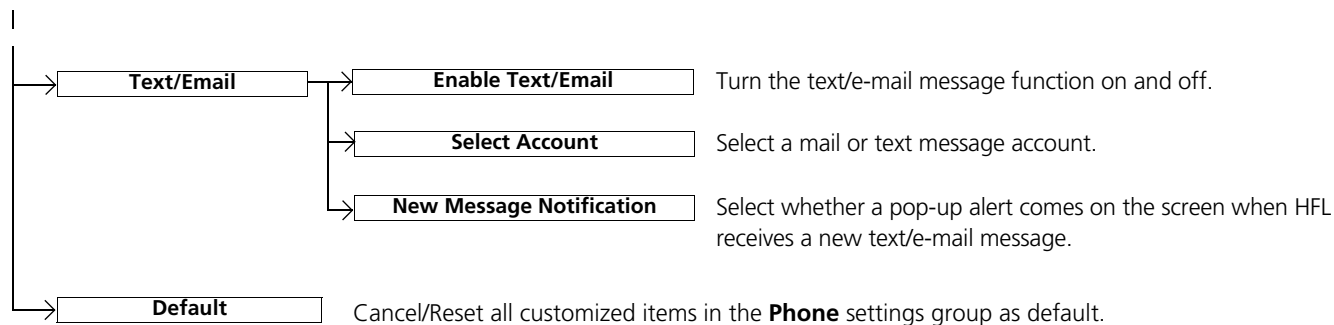 Text/Email
Enable Text/Email
Turn the text/e-mail message function on and off.
Select Account
Select a mail or text message account.
New Message Notification
Select whether a pop-up alert comes on the screen when HFL
receives a new text/e-mail message.
Default
Cancel/Reset all customized items in the Phone settings group as default.